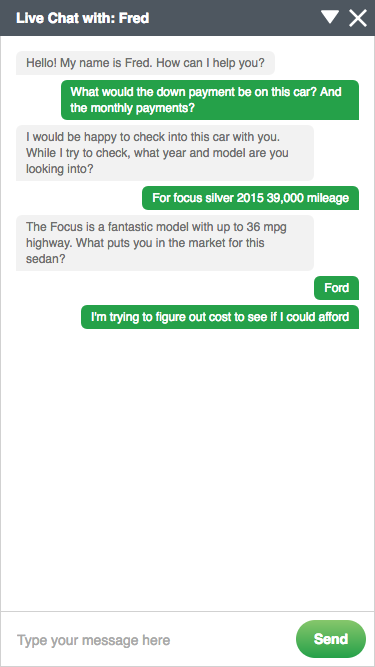 Live Chat with: Fred
Hello! My name is Fred. How can I help you?
What would the down payment be on this car? And
the monthly payments?
I would be happy to check into this car with you.
While I try to check, what year and model are you
looking into?
For focus silver 2015 39,000 mileage
The Focus is a fantastic model with up to 36 mpg
highway. What puts you in the market for this
sedan?
Ford
I'm trying to figure out cost to see if I could afford
Type your message here
Send